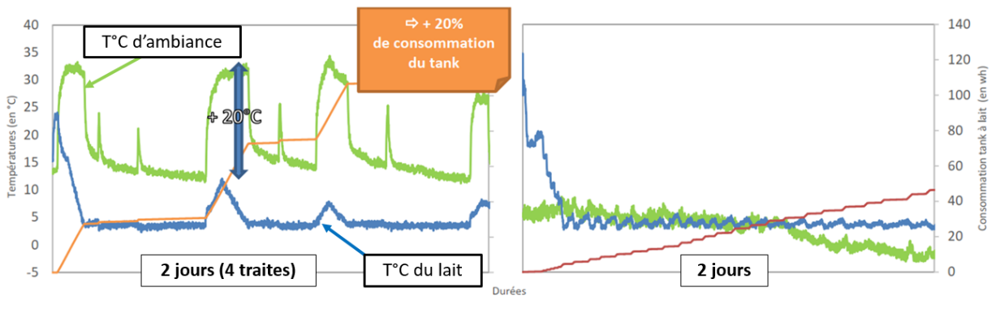 40
35
30
25
20
15
10
5
0
-5
Températures (en °C)
T°C d'ambiance
+ 20°C
⇨ + 20%
de consommation
du tank
2 jours (4 traites)
T°C du lait
2 jours
Durées
140
120
100
80
60
40
20
0
Consommation tank à lait (en wh)